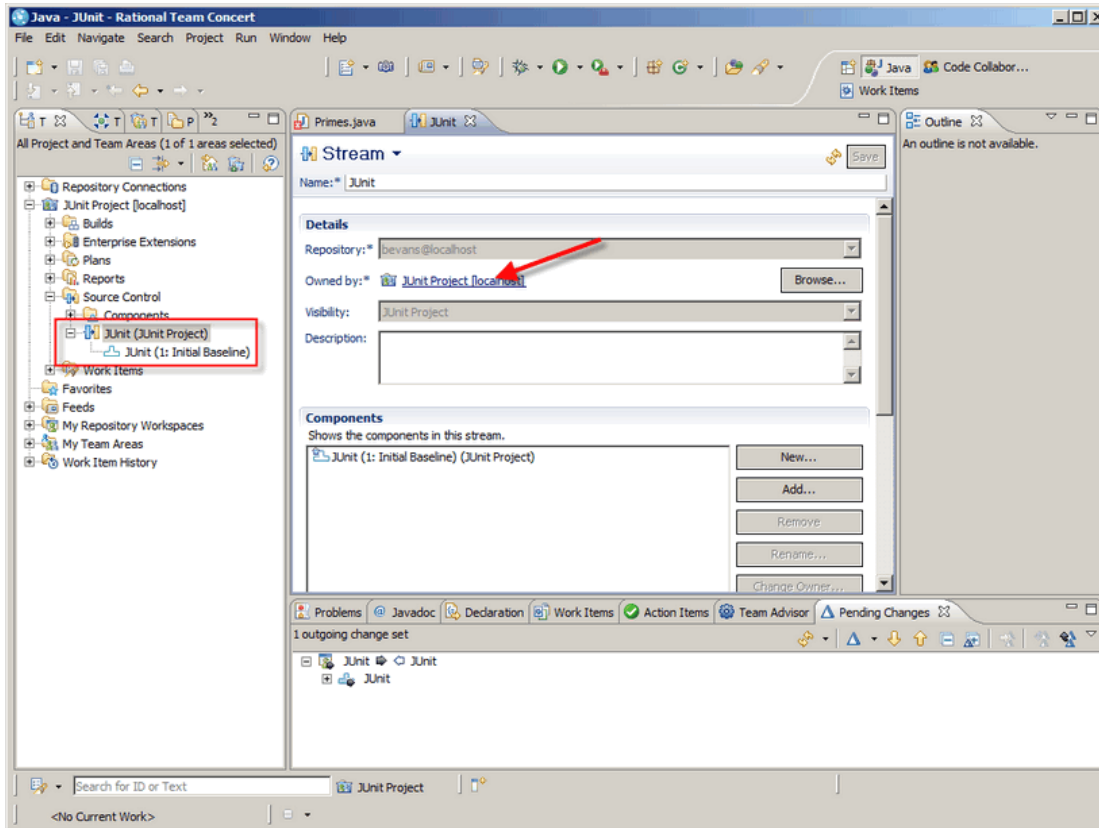 Java - JUnit - Rational Team Concert
File Edit Navigate Search Project Run Window Help
Java Code Collabor...
Work Items
T T T P »2
All Project and Team Areas (1 of 1 areas selected)
Repository Connections
JUnit Project [localhost]
Builds
Enterprise Extensions
Plans
Reports
Source Control
Components
JUnit (JUnit Project)
JUnit (1: Initial Baseline)
Work Items
Favorites
Feeds
My Repository Workspaces
My Team Areas
Work Item History
Primes.java JUnit
Stream
Save
Name:* JUnit
Details
Repository:* bevans@localhost
Owned by:* JUnit Project [localhost] Browse...
Visibility: JUnit Project
Description:
Components
Shows the components in this stream.
JUnit (1: Initial Baseline) (JUnit Project)
New...
Add...
Remove
Rename...
Change Owner...
Outline
An outline is not available.
Problems Javadoc Declaration Work Items Action Items Team Advisor Pending Changes
1 outgoing change set
JUnit JUnit
JUnit
Search for ID or Text JUnit Project
<No Current Work>